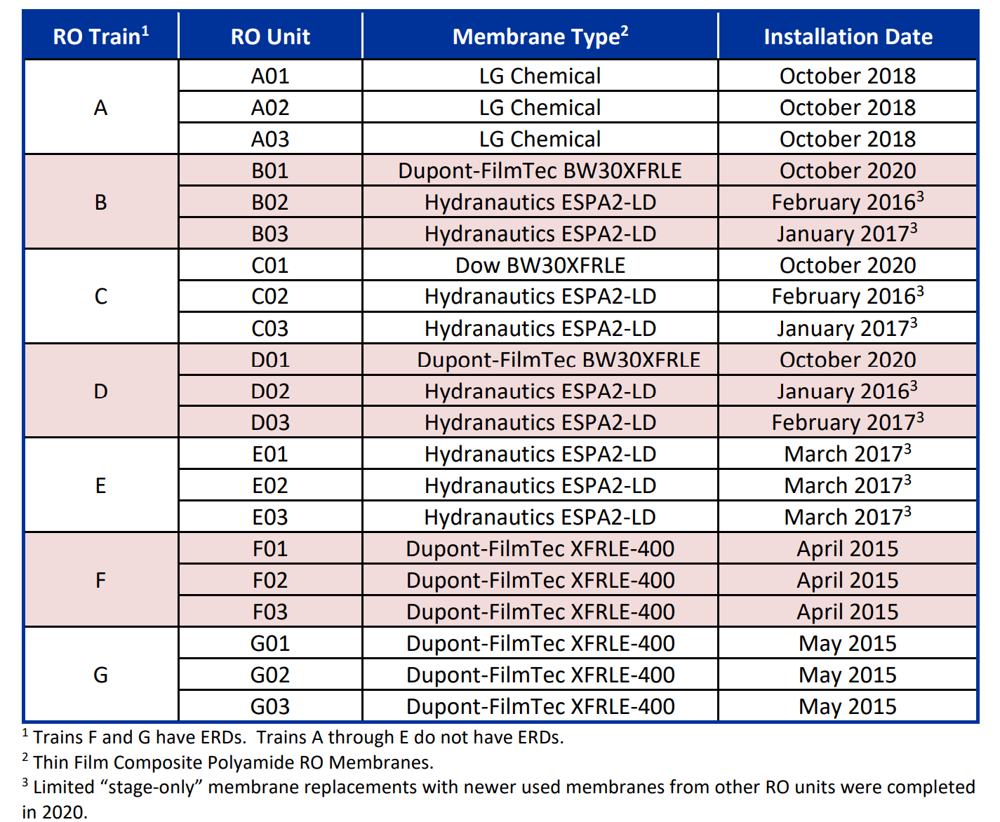 RO Train¹ RO Unit Membrane Type² Installation Date
A
A01 LG Chemical October 2018
A02 LG Chemical October 2018
A03 LG Chemical October 2018
B
B01 Dupont-FilmTec BW30XFRLE October 2020
B02 Hydranautics ESPA2-LD February 2016³
B03 Hydranautics ESPA2-LD January 2017³
C
C01 Dow BW30XFRLE October 2020
C02 Hydranautics ESPA2-LD February 2016³
C03 Hydranautics ESPA2-LD January 2017³
D
D01 Dupont-FilmTec BW30XFRLE October 2020
D02 Hydranautics ESPA2-LD January 2016³
D03 Hydranautics ESPA2-LD February 2017³
E
E01 Hydranautics ESPA2-LD March 2017³
E02 Hydranautics ESPA2-LD March 2017³
E03 Hydranautics ESPA2-LD March 2017³
F
F01 Dupont-FilmTec XFRLE-400 April 2015
F02 Dupont-FilmTec XFRLE-400 April 2015
F03 Dupont-FilmTec XFRLE-400 April 2015
G
G01 Dupont-FilmTec XFRLE-400 May 2015
G02 Dupont-FilmTec XFRLE-400 May 2015
G03 Dupont-FilmTec XFRLE-400 May 2015
¹ Trains F and G have ERDs. Trains A through E do not have ERDs.
² Thin Film Composite Polyamide RO Membranes.
³ Limited “stage-only” membrane replacements with newer used membranes from other RO units were completed
in 2020.